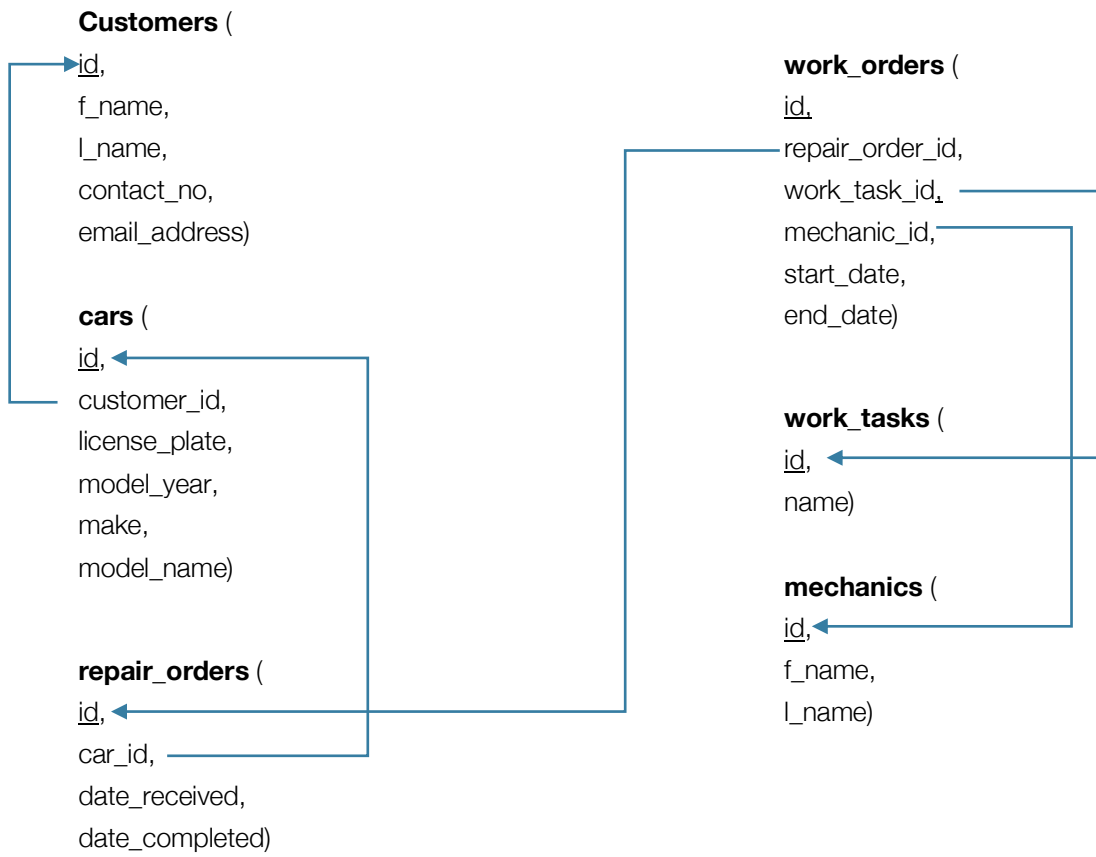 Customers (
id,
f_name,
l_name,
contact_no,
email_address)
cars (
id,
customer_id,
license_plate,
model_year,
make,
model_name)
repair_orders (
id,
car_id,
date_received,
date_completed)
work_orders (
id,
repair_order_id,
work_task_id,
mechanic_id,
start_date,
end_date)
work_tasks (
id,
name)
mechanics (
id,
f_name,
l_name)